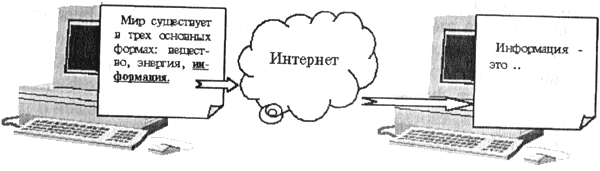 Мир существует
в трех основных
формах: вещест-
во, энергия, ин-
формация.
Интернет
Информация -
это ..